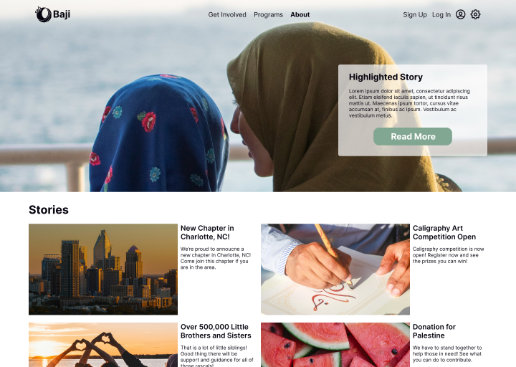 Baji
Get Involved Programs About
Sign Up Log In
Highlighted Story
Lorem ipsum dolor sit amet, consectetur adipiscing
elit. Etiam eleifend iaculis sapien, ut tincidunt risus
mattis ut. Maecenas ipsum tortor, cursus vitae
accumsan at, finibus ac ipsum. Vestibulum ac
vestibulum metus.
Read More
Stories
New Chapter in
Charlotte, NC!
We're proud to announce a
new chapter in Charlotte, NC!
Come join this chapter if you
are in the area.
Caligraphy Art
Competition Open
Calligraphy competition is now
open! Register now and see
the prizes you can win!
Over 500,000 Little
Brothers and Sisters
That is a lot of little siblings!
Good thing there will be
support and guidance for all of
those rascals!
Donation for
Palestine
We have to stand together to
help those in need! See what
you can do to contribute.